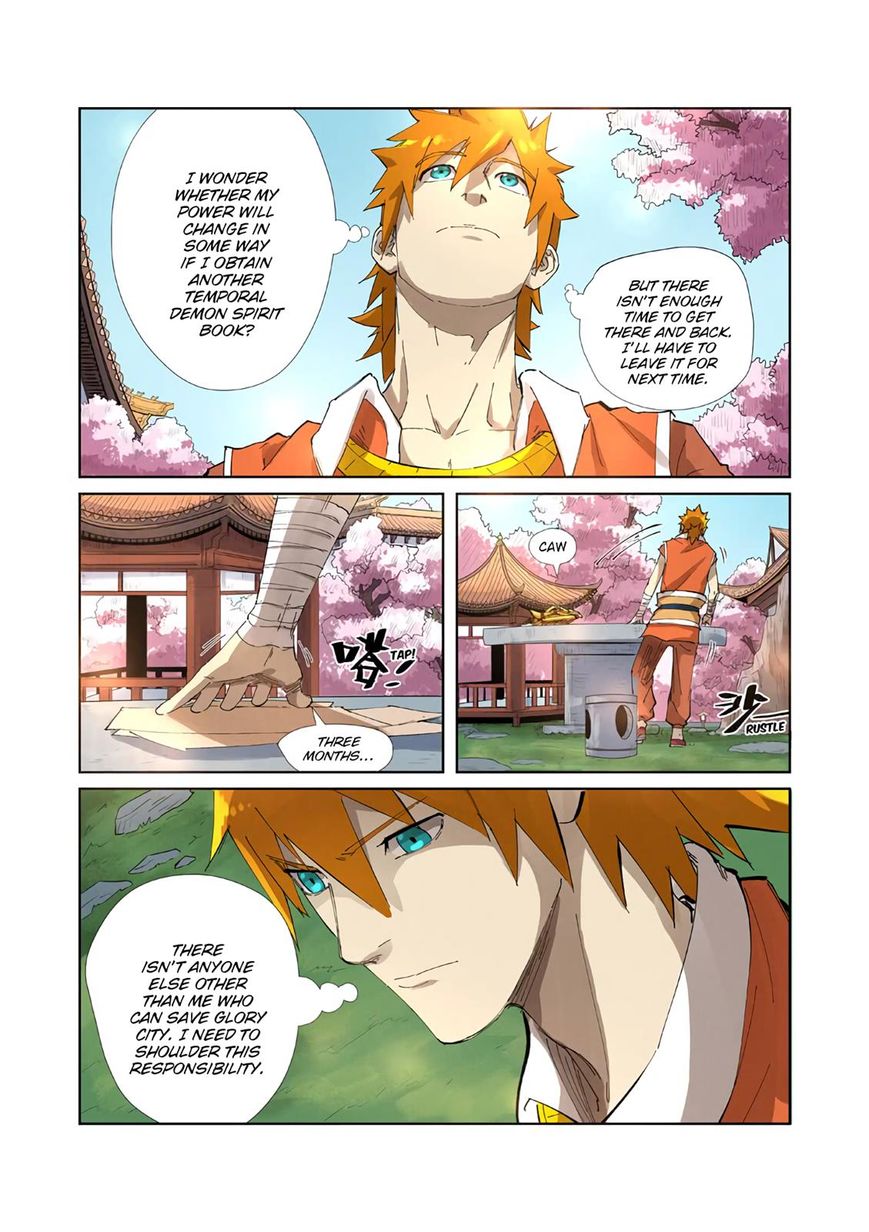 I WONDER
WHETHER MY
POWER WILL
CHANGE IN
SOME WAY
IF I OBTAIN
ANOTHER
TEMPORAL
DEMON SPIRIT
BOOK?
BUT THERE
ISN'T ENOUGH
TIME TO GET
THERE AND BACK.
I'LL HAVE TO
LEAVE IT FOR
NEXT TIME.
嗒
TAP!
THREE
MONTHS...
CAW
沙
RUSTLE
THERE
ISN'T ANYONE
ELSE OTHER
THAN ME WHO
CAN SAVE GLORY
CITY. I NEED TO
SHOULDER THIS
RESPONSIBILITY.